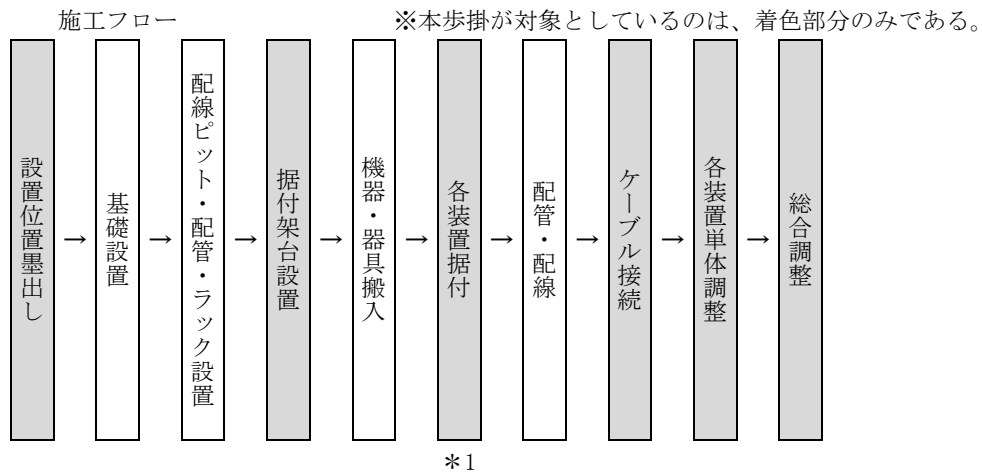 施工フロー
※本歩掛が対象としているのは、着色部分のみである。
設置位置墨出し
→
基礎設置
→
配線ピット・配管・ラック設置
→
据付架台設置
→
機器・器具搬入
→
各装置据付
→
配管・配線
→
ケーブル接続
→
各装置単体調整
→
総合調整
＊1